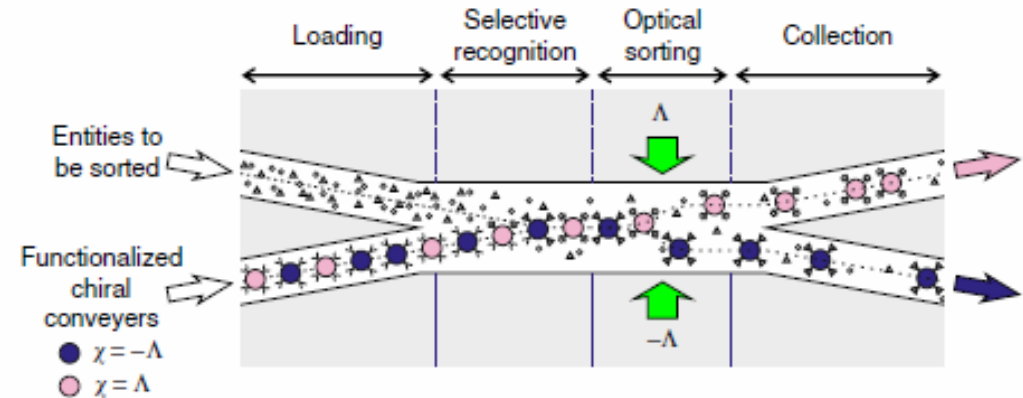 Loading
Selective
recognition
Optical
sorting
Collection
Λ
Entities to
be sorted
Functionalized
chiral
conveyers
χ = −Λ
χ = Λ
−Λ